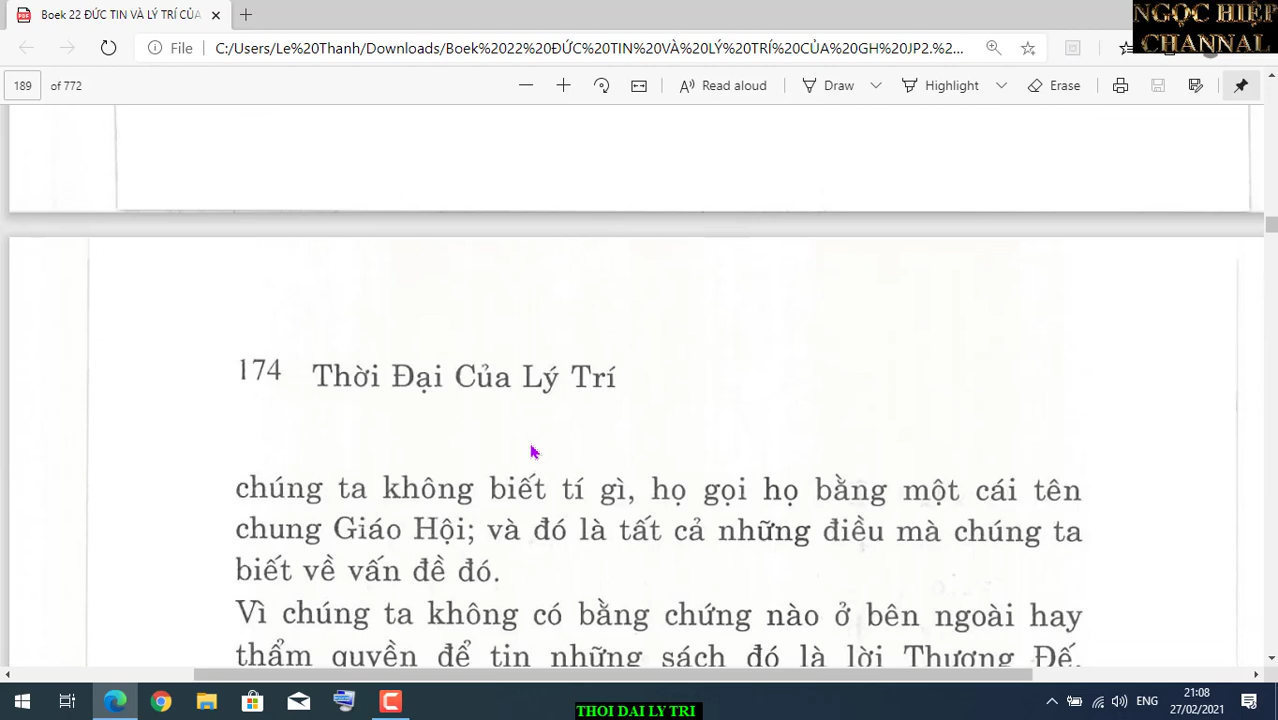 Boek 22 ĐỨC TIN VÀ LÝ TRÍ CỦA
NGỌC HIỆP
CHANNAL
File
C:/Users/Le%20Thanh/Downloads/Boek%2022%20ĐỨC%20TIN%20VÀ%20LÝ%20TRÍ%20CỦA%20GH%20JP2.%...
189 of 772
Read aloud
Draw
Highlight
Erase
174 Thời Đại Của Lý Trí
chúng ta không biết tí gì, họ gọi họ bằng một cái tên
chung Giáo Hội; và đó là tất cả những điều mà chúng ta
biết về vấn đề đó.
Vì chúng ta không có bằng chứng nào ở bên ngoài hay
thẩm quyền để tin những sách đó là lời Thượng Đế,
ENG
21:08
27/02/2021
THOI DAI LY TRI